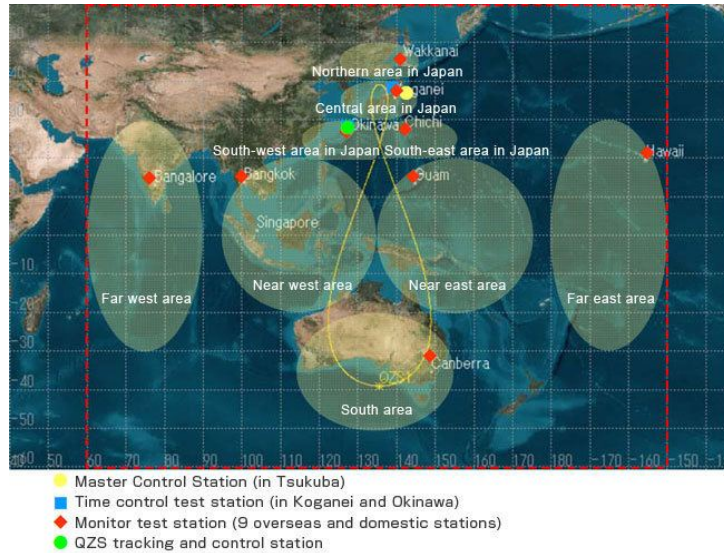 Wakkanai
Northern area in Japan
Koganei
Central area in Japan
Okinawa
Chichi
South-west area in Japan
South-east area in Japan
Hawaii
Bangalore
Bangkok
Guam
Singapore
Far west area
Near west area
Near east area
Far east area
Canberra
QZS1
South area
-10
-20
-30
-40
-50
60 70 80 90 100 110 120 130 140 150 160 170 -180 -170 -160 -150
Master Control Station (in Tsukuba)
Time control test station (in Koganei and Okinawa)
Monitor test station (9 overseas and domestic stations)
QZS tracking and control station